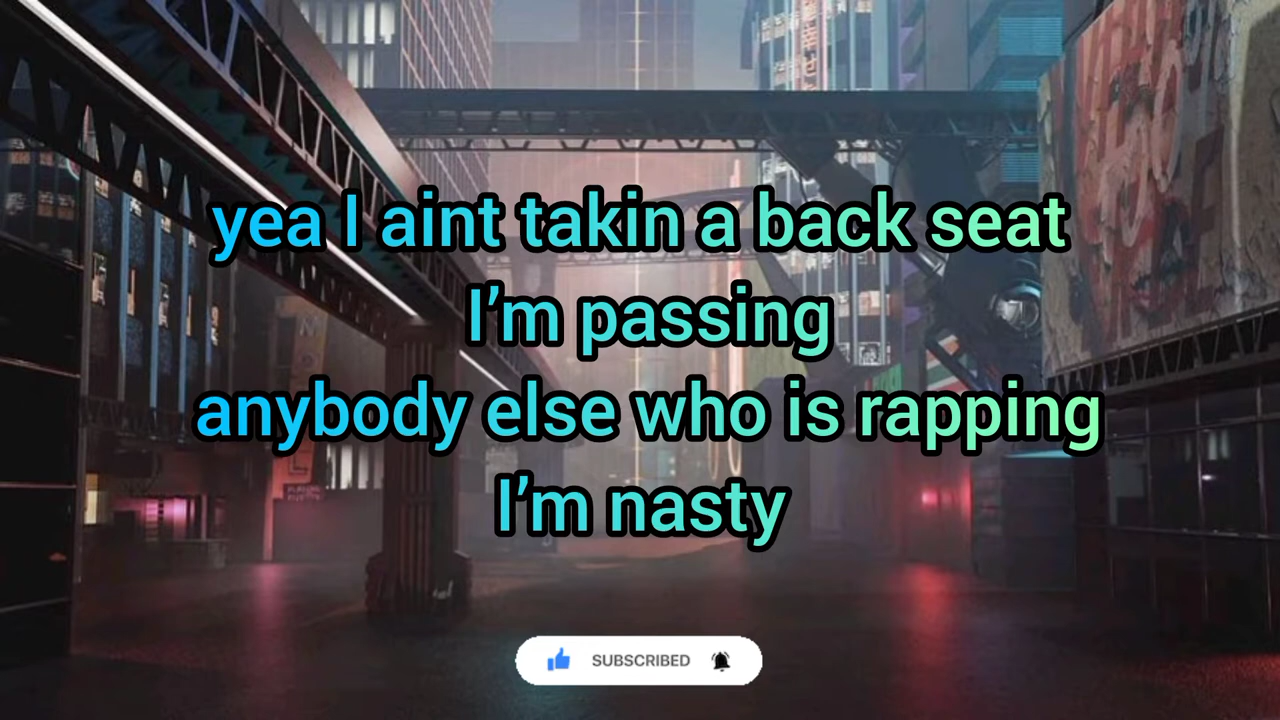 yea I aint takin a back seat
I’m passing
anybody else who is rapping
I’m nasty
SUBSCRIBED